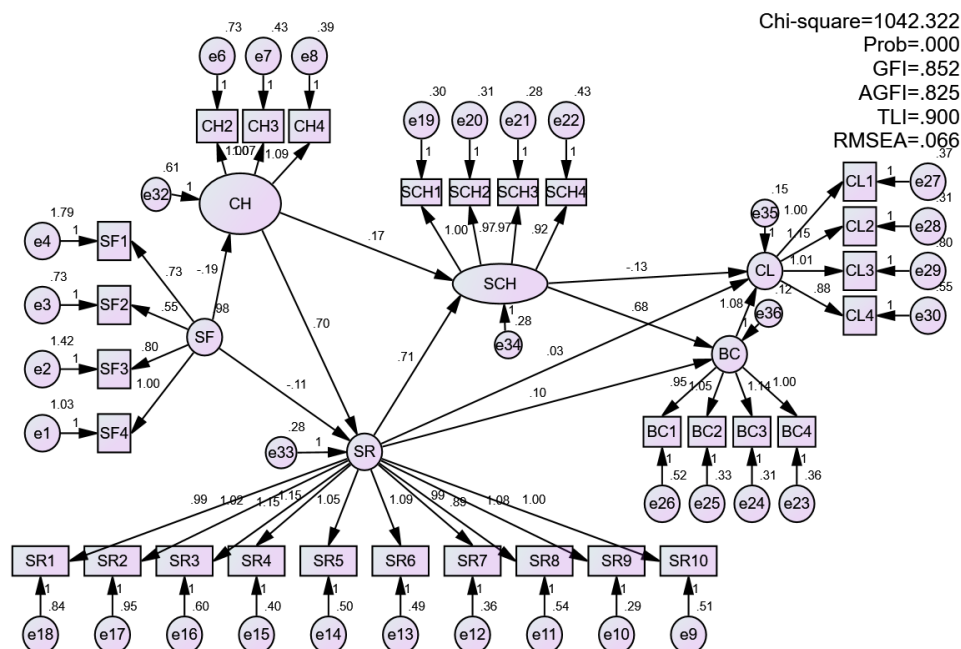 Chi-square=1042.322
Prob=.000
GFI=.852
AGFI=.825
TLI=.900
RMSEA=.066
.73 .43 .39
e6 e7 e8
1 1 1
CH2 CH3 CH4
1.00 1.07 1.09
.61
e32
1
CH
.30 .31 .28 .43
e19 e20 e21 e22
1 1 1 1
SCH1 SCH2 SCH3 SCH4
1.00 .97 .97 .92
SCH
1
.28
e34
1.79
e4 1 SF1
.73
e3 1 SF2
1.42
e2 1 SF3
1.03
e1 1 SF4
.73
.55
.80
1.00
-.19
.98
SF
.17
.70
-.11
.71
-.13
.68
.03
.10
.15
e35
1
CL
1.08
.12
e36
1
BC
1.00
1.15
1.01
.88
CL1 1 e27 .37
CL2 1 e28 .31
CL3 1 e29 .80
CL4 1 e30 .55
.95 1.05 1.14 1.00
BC1 BC2 BC3 BC4
1 1 1 1
.52 .33 .31 .36
e26 e25 e24 e23
.28
e33
1
SR
.99 1.02 1.15 1.15 1.05 1.09 .99 .89 1.08 1.00
SR1 SR2 SR3 SR4 SR5 SR6 SR7 SR8 SR9 SR10
1 1 1 1 1 1 1 1 1 1
.84 .95 .60 .40 .50 .49 .36 .54 .29 .51
e18 e17 e16 e15 e14 e13 e12 e11 e10 e9